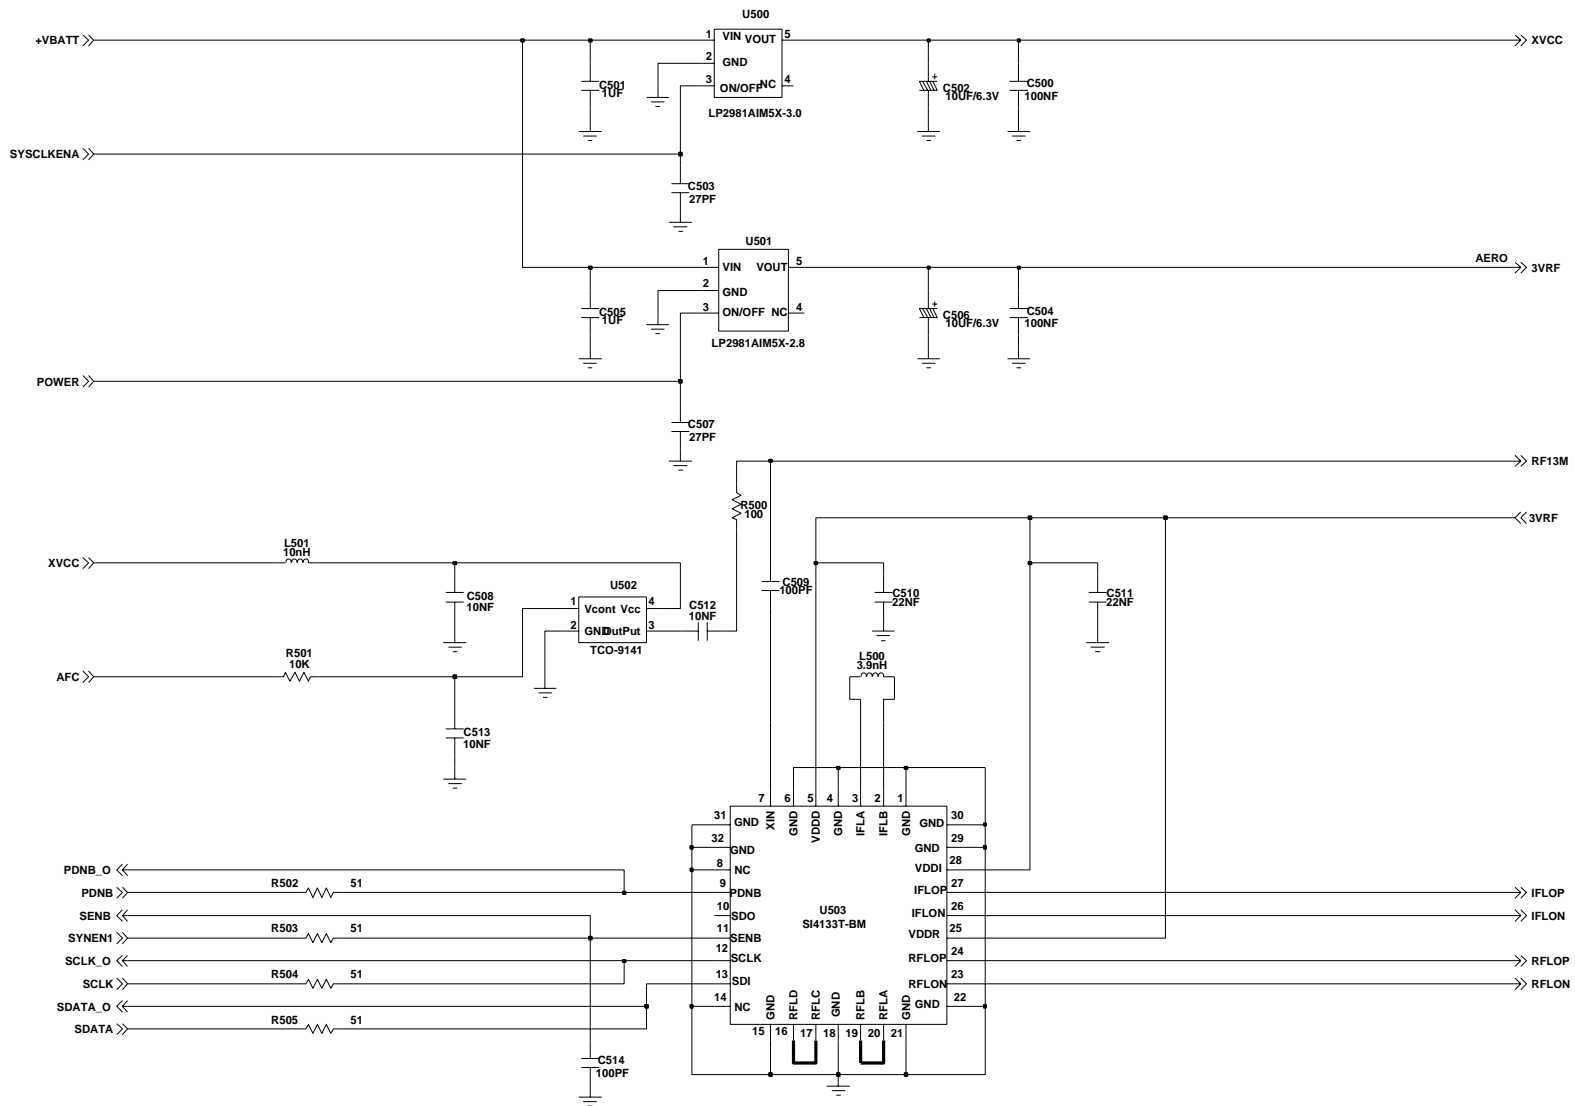 U500
+VBATT
1
VIN
VOUT
5
XVCC
2
GND
3
ON/OFF
NC
4
C501
1UF
C502
10UF/6.3V
C500
100NF
LP2981AIM5X-3.0
SYSCLKENA
C503
27PF
U501
1
VIN
VOUT
5
AERO
3VRF
2
GND
3
ON/OFF
NC
4
C505
1UF
C506
10UF/6.3V
C504
100NF
LP2981AIM5X-2.8
POWER
C507
27PF
RF13M
R500
100
3VRF
L501
10nH
XVCC
U502
C508
10NF
1
Vcont
Vcc
4
2
GND
OutPut
3
TCO-9141
C512
10NF
C509
100PF
C510
22NF
C511
22NF
R501
10K
AFC
L500
3.9nH
C513
10NF
7
6
5
4
3
2
1
XIN
GND
VDDD
GND
IFLA
IFLB
GND
31
GND
GND
30
32
GND
GND
29
8
NC
VDDI
28
PDNB_O
PDNB
R502
51
9
PDNB
IFLOP
27
IFLOP
SENB
10
SDO
IFLON
26
IFLON
U503
SI4133T-BM
SYNEN1
R503
51
11
SENB
VDDR
25
SCLK_O
12
SCLK
RFLOP
24
RFLOP
SCLK
R504
51
13
SDI
RFLON
23
RFLON
SDATA_O
14
NC
GND
22
SDATA
R505
51
GND
RFLD
RFLC
GND
RFLB
RFLA
GND
15
16
17
18
19
20
21
C514
100PF